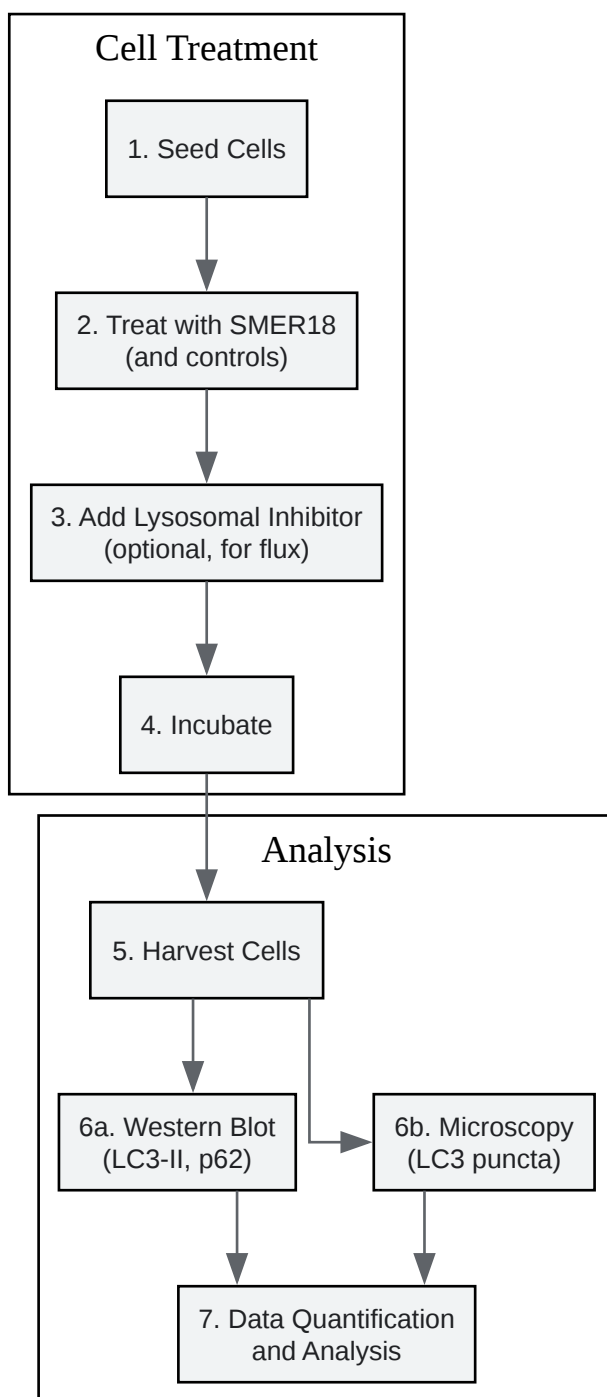 Cell Treatment
1. Seed Cells
2. Treat with SMER18
(and controls)
3. Add Lysosomal Inhibitor
(optional, for flux)
4. Incubate
Analysis
5. Harvest Cells
6a. Western Blot
(LC3-II, p62)
6b. Microscopy
(LC3 puncta)
7. Data Quantification
and Analysis